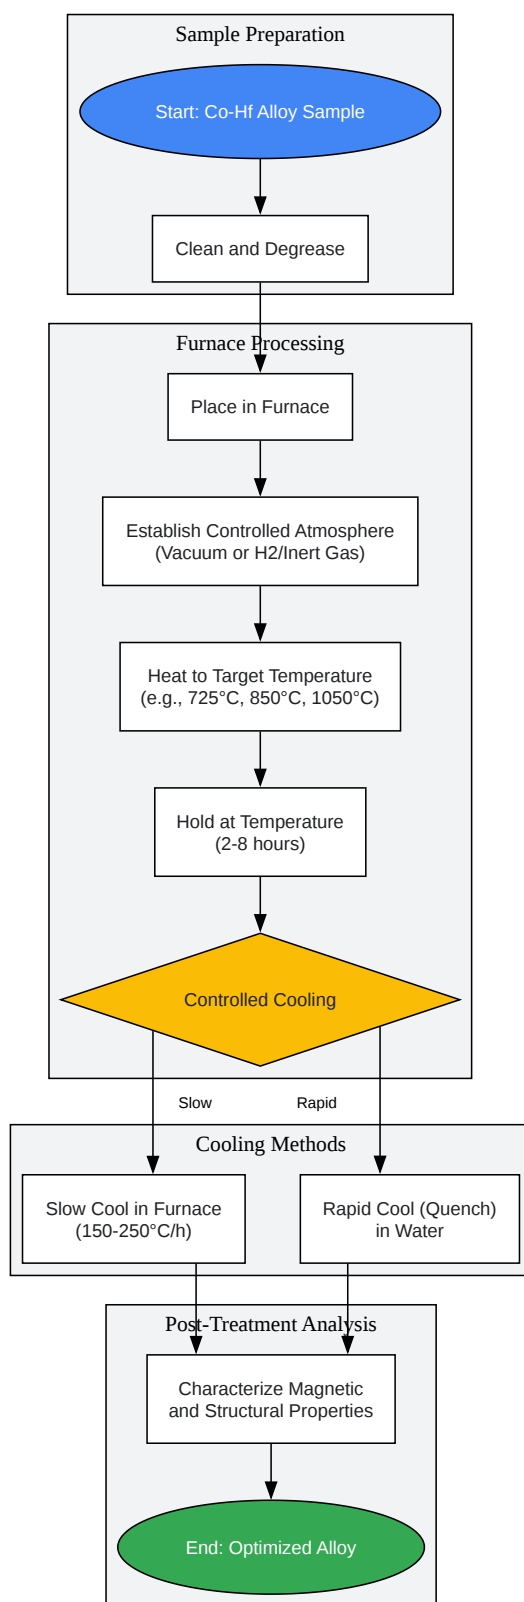 Sample Preparation
Start: Co-Hf Alloy Sample
Clean and Degrease
Furnace Processing
Place in Furnace
Establish Controlled Atmosphere
(Vacuum or H2/Inert Gas)
Heat to Target Temperature
(e.g., 725°C, 850°C, 1050°C)
Hold at Temperature
(2-8 hours)
Controlled Cooling
Slow
Rapid
Cooling Methods
Slow Cool in Furnace
(150-250°C/h)
Rapid Cool (Quench)
in Water
Post-Treatment Analysis
Characterize Magnetic
and Structural Properties
End: Optimized Alloy